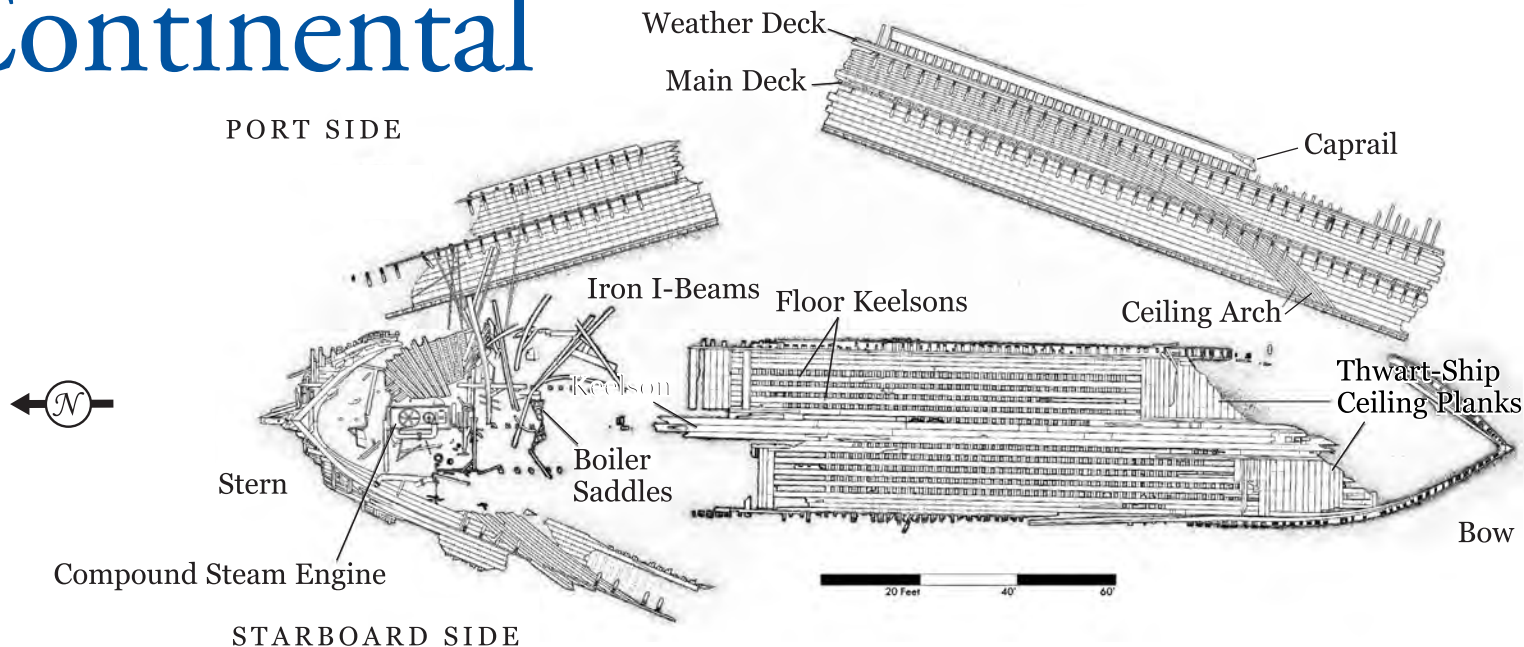 Continental
Weather Deck
Main Deck
PORT SIDE
Caprail
Iron I-Beams
Floor Keelsons
Ceiling Arch
Keelson
Thwart-Ship
Ceiling Planks
N
Boiler
Saddles
Stern
Bow
Compound Steam Engine
20 Feet 40' 60'
STARBOARD SIDE